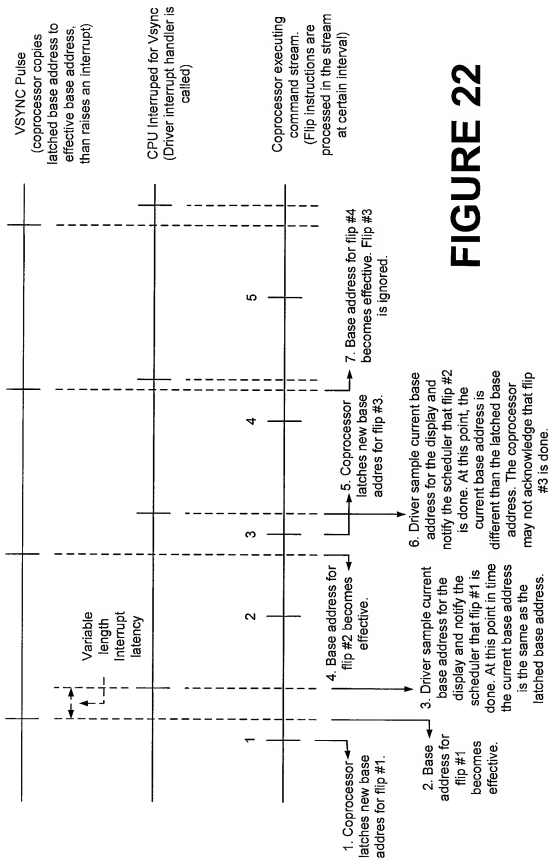 VSYNC Pulse
(coprocessor copies
latched base address to
effective base address,
than raises an interrupt)
CPU Interruped for Vsync
(Driver interrupt handler is
called)
Coprocessor executing
command stream.
(Flip instructions are
processed in the stream
at certain interval)
Variable
length
Interrupt
latency
1
2
3
4
5
1. Coprocessor
latches new base
addres for flip #1.
2. Base
address for
flip #1
becomes
effective.
3. Driver sample current
base address for the
display and notify the
scheduler that flip #1 is
done. At this point in time
the current base address
is the same as the
latched base address.
4. Base address for
flip #2 becomes
effective.
5. Coprocessor
latches new base
addres for flip #3.
6. Driver sample current base
address for the display and
notify the scheduler that flip #2
is done. At this point, the
current base address is
different than the latched base
address. The coprocessor
may not acknowledge that flip
#3 is done.
7. Base address for flip #4
becomes effective. Flip #3
is ignored.
FIGURE 22